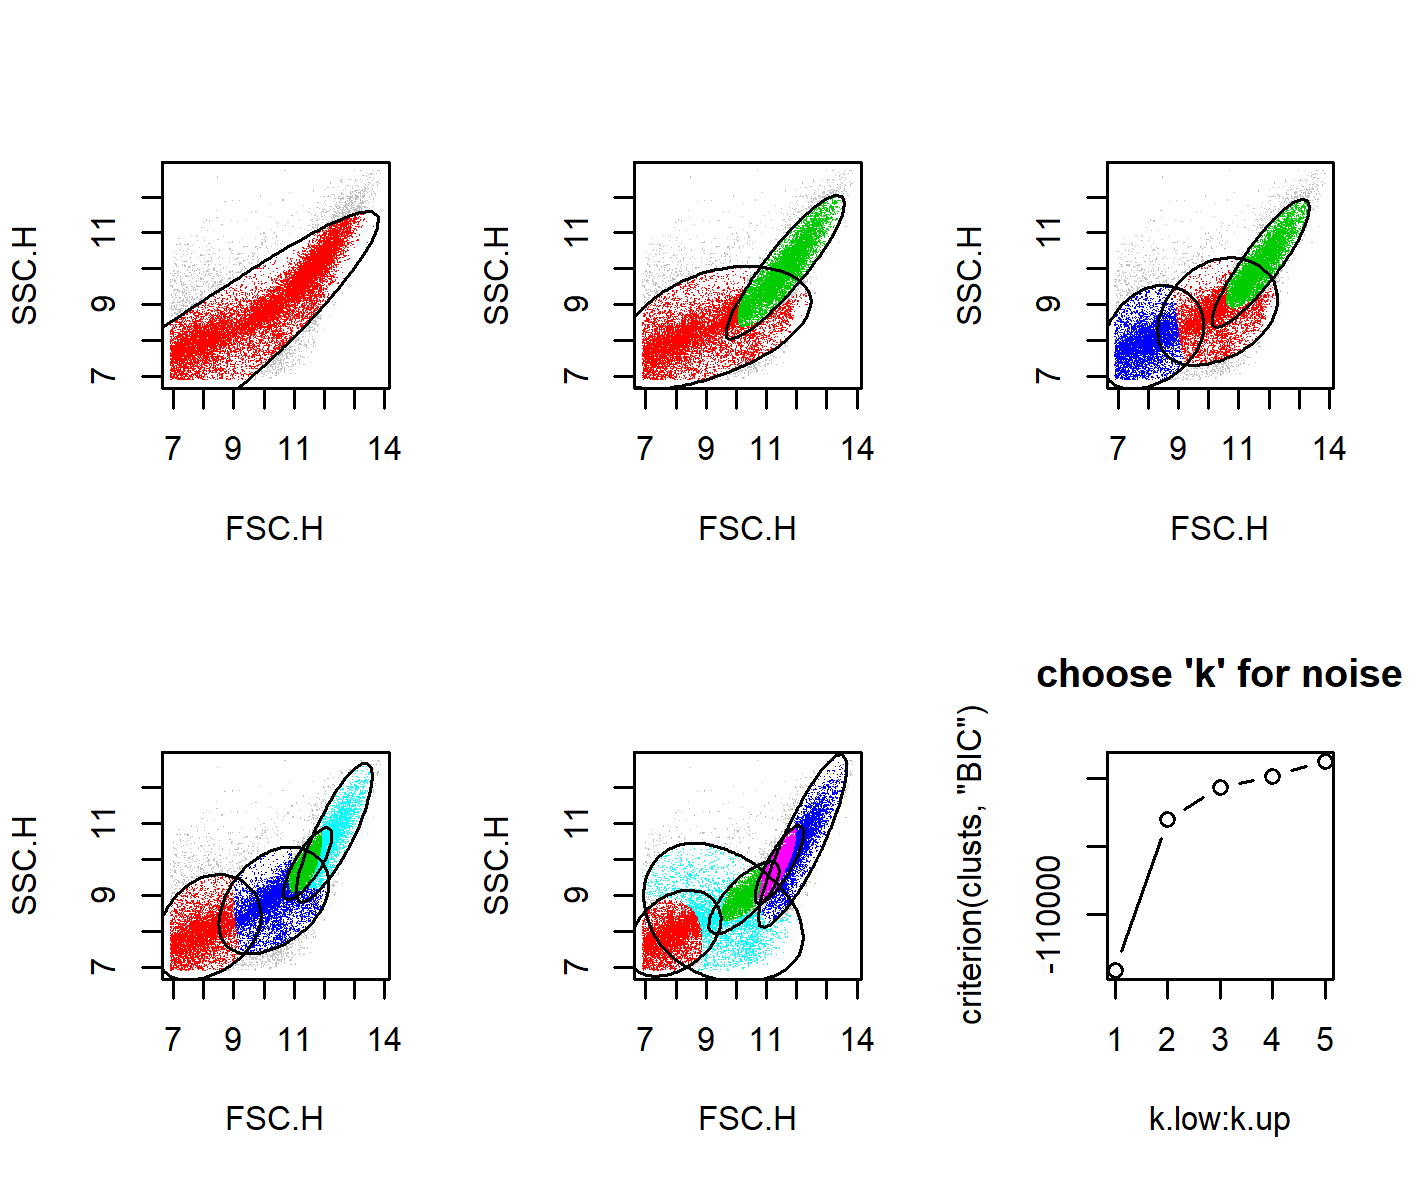 SSC.H
11
9
7
7 9 11 14
FSC.H
SSC.H
11
9
7
7 9 11 14
FSC.H
SSC.H
11
9
7
7 9 11 14
FSC.H
SSC.H
11
9
7
7 9 11 14
FSC.H
SSC.H
11
9
7
7 9 11 14
FSC.H
choose 'k' for noise
criterion(clusts, "BIC")
-110000
1 2 3 4 5
k.low:k.up